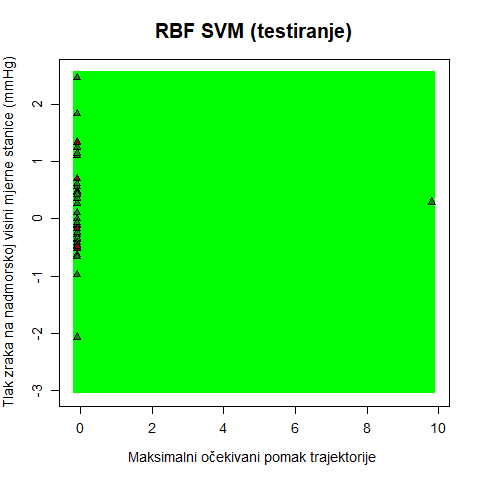 RBF SVM (testiranje)
Tlak zraka na nadmorskoj visini mjerne stanice (mmHg)
2
1
0
-1
-2
-3
0 2 4 6 8 10
Maksimalni očekivani pomak trajektorije